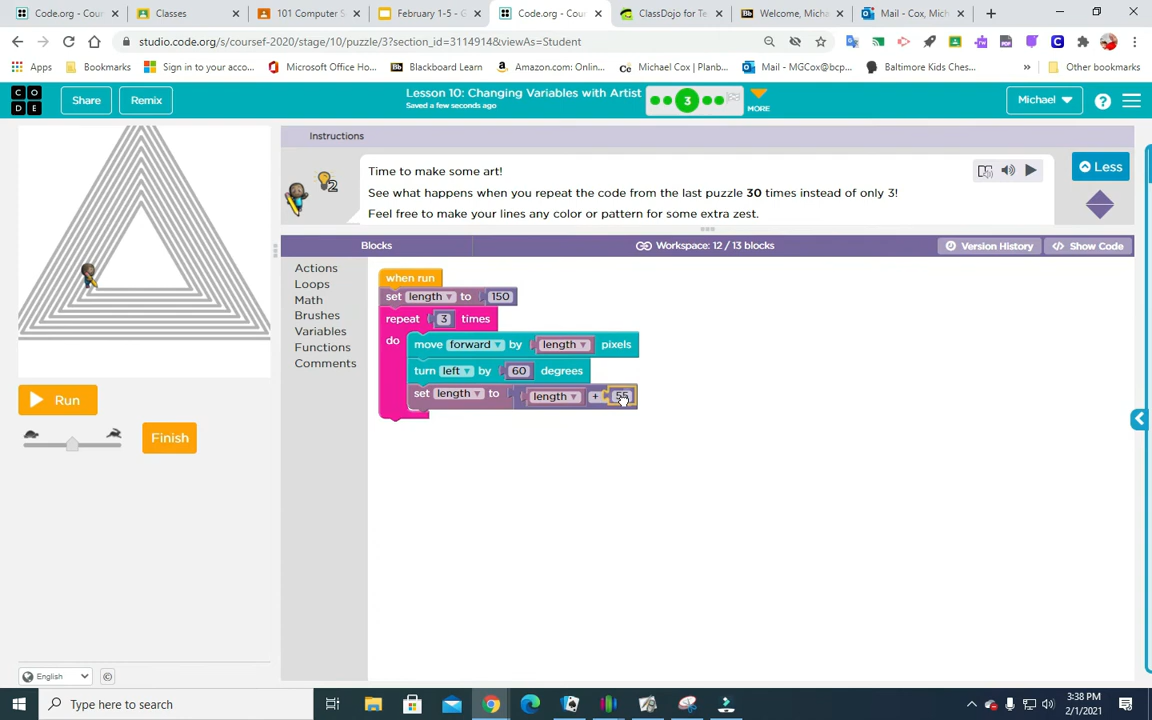 Code.org - Cour
Classes
101 Computer S
February 1-5 - G
Code.org - Cour
ClassDojo for Te
Welcome, Micha
Mail - Cox, Mich
studio.code.org/s/coursef-2020/stage/10/puzzle/3?section_id=3114914&viewAs=Student
Apps
Bookmarks
Sign in to your acco...
Microsoft Office Ho...
Blackboard Learn
Amazon.com: Onlin...
Michael Cox | Planb...
Mail - MGCox@bcp...
Baltimore Kids Ches...
»
Other bookmarks
C O
D E
Share
Remix
Lesson 10: Changing Variables with Artist
Saved a few seconds ago
3
MORE
Michael
?
Instructions
2
Time to make some art!
See what happens when you repeat the code from the last puzzle 30 times instead of only 3!
Feel free to make your lines any color or pattern for some extra zest.
Less
Blocks
Workspace: 12 / 13 blocks
Version History
</> Show Code
Actions
Loops
Math
Brushes
Variables
Functions
Comments
when run
set length to 150
repeat 3 times
do
move forward by length pixels
turn left by 60 degrees
set length to length + 55
Run
Finish
English
©
Type here to search
3:38 PM
2/1/2021